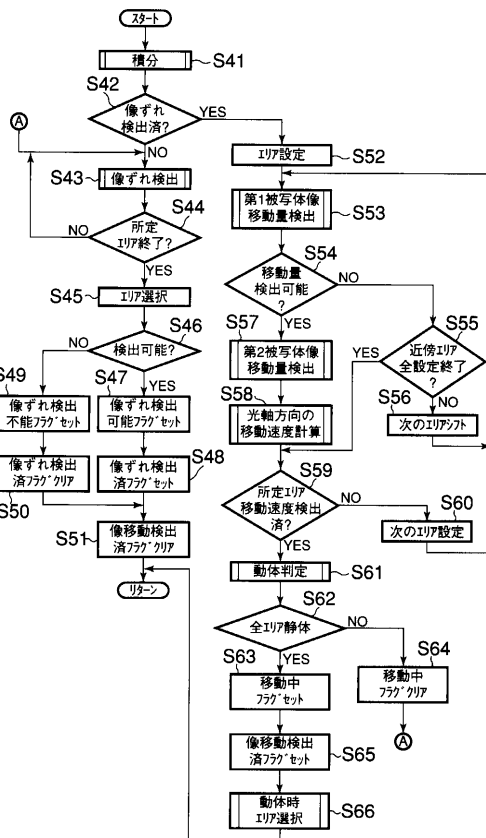 スタート
積分
S41
S42
像ずれ
検出済?
YES
NO
A
S43
像ずれ検出
S44
所定
エリア終了?
NO
YES
S45
エリア選択
S46
検出可能?
NO
YES
S49
像ずれ検出
不能フラグセット
S47
像ずれ検出
可能フラグセット
像ずれ検出
済フラグクリア
S50
像ずれ検出
済フラグセット
S48
S51
像移動検出
済フラグクリア
リターン
エリア設定
S52
第1被写体像
移動量検出
S53
S54
移動量
検出可能
?
NO
YES
S55
近傍エリア
全設定終了
?
YES
NO
S56
次のエリアシフト
S57
第2被写体像
移動量検出
S58
光軸方向の
移動速度計算
S59
所定エリア
移動速度検出
済?
NO
YES
S60
次のエリア設定
動体判定
S61
S62
全エリア静体
NO
YES
S63
移動中
フラグセット
S64
移動中
フラグクリア
A
像移動検出
済フラグセット
S65
動体時
エリア選択
S66